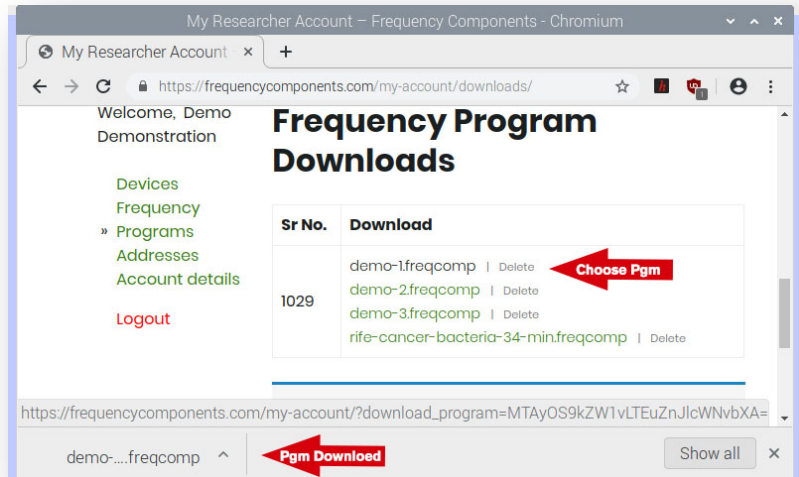 My Researcher Account – Frequency Components - Chromium
My Researcher Account
https://frequencycomponents.com/my-account/downloads/
Welcome, Demo
Demonstration
Devices
Frequency
» Programs
Addresses
Account details
Logout
Frequency Program
Downloads
Sr No. Download
1029
demo-1.freqcomp | Delete
Choose Pgm
demo-2.freqcomp | Delete
demo-3.freqcomp | Delete
rife-cancer-bacteria-34-min.freqcomp | Delete
https://frequencycomponents.com/my-account/?download_program=MTAyOS9kZW1vLTEuZnJlcWNvbXA=
demo-....freqcomp
Pgm Downloed
Show all